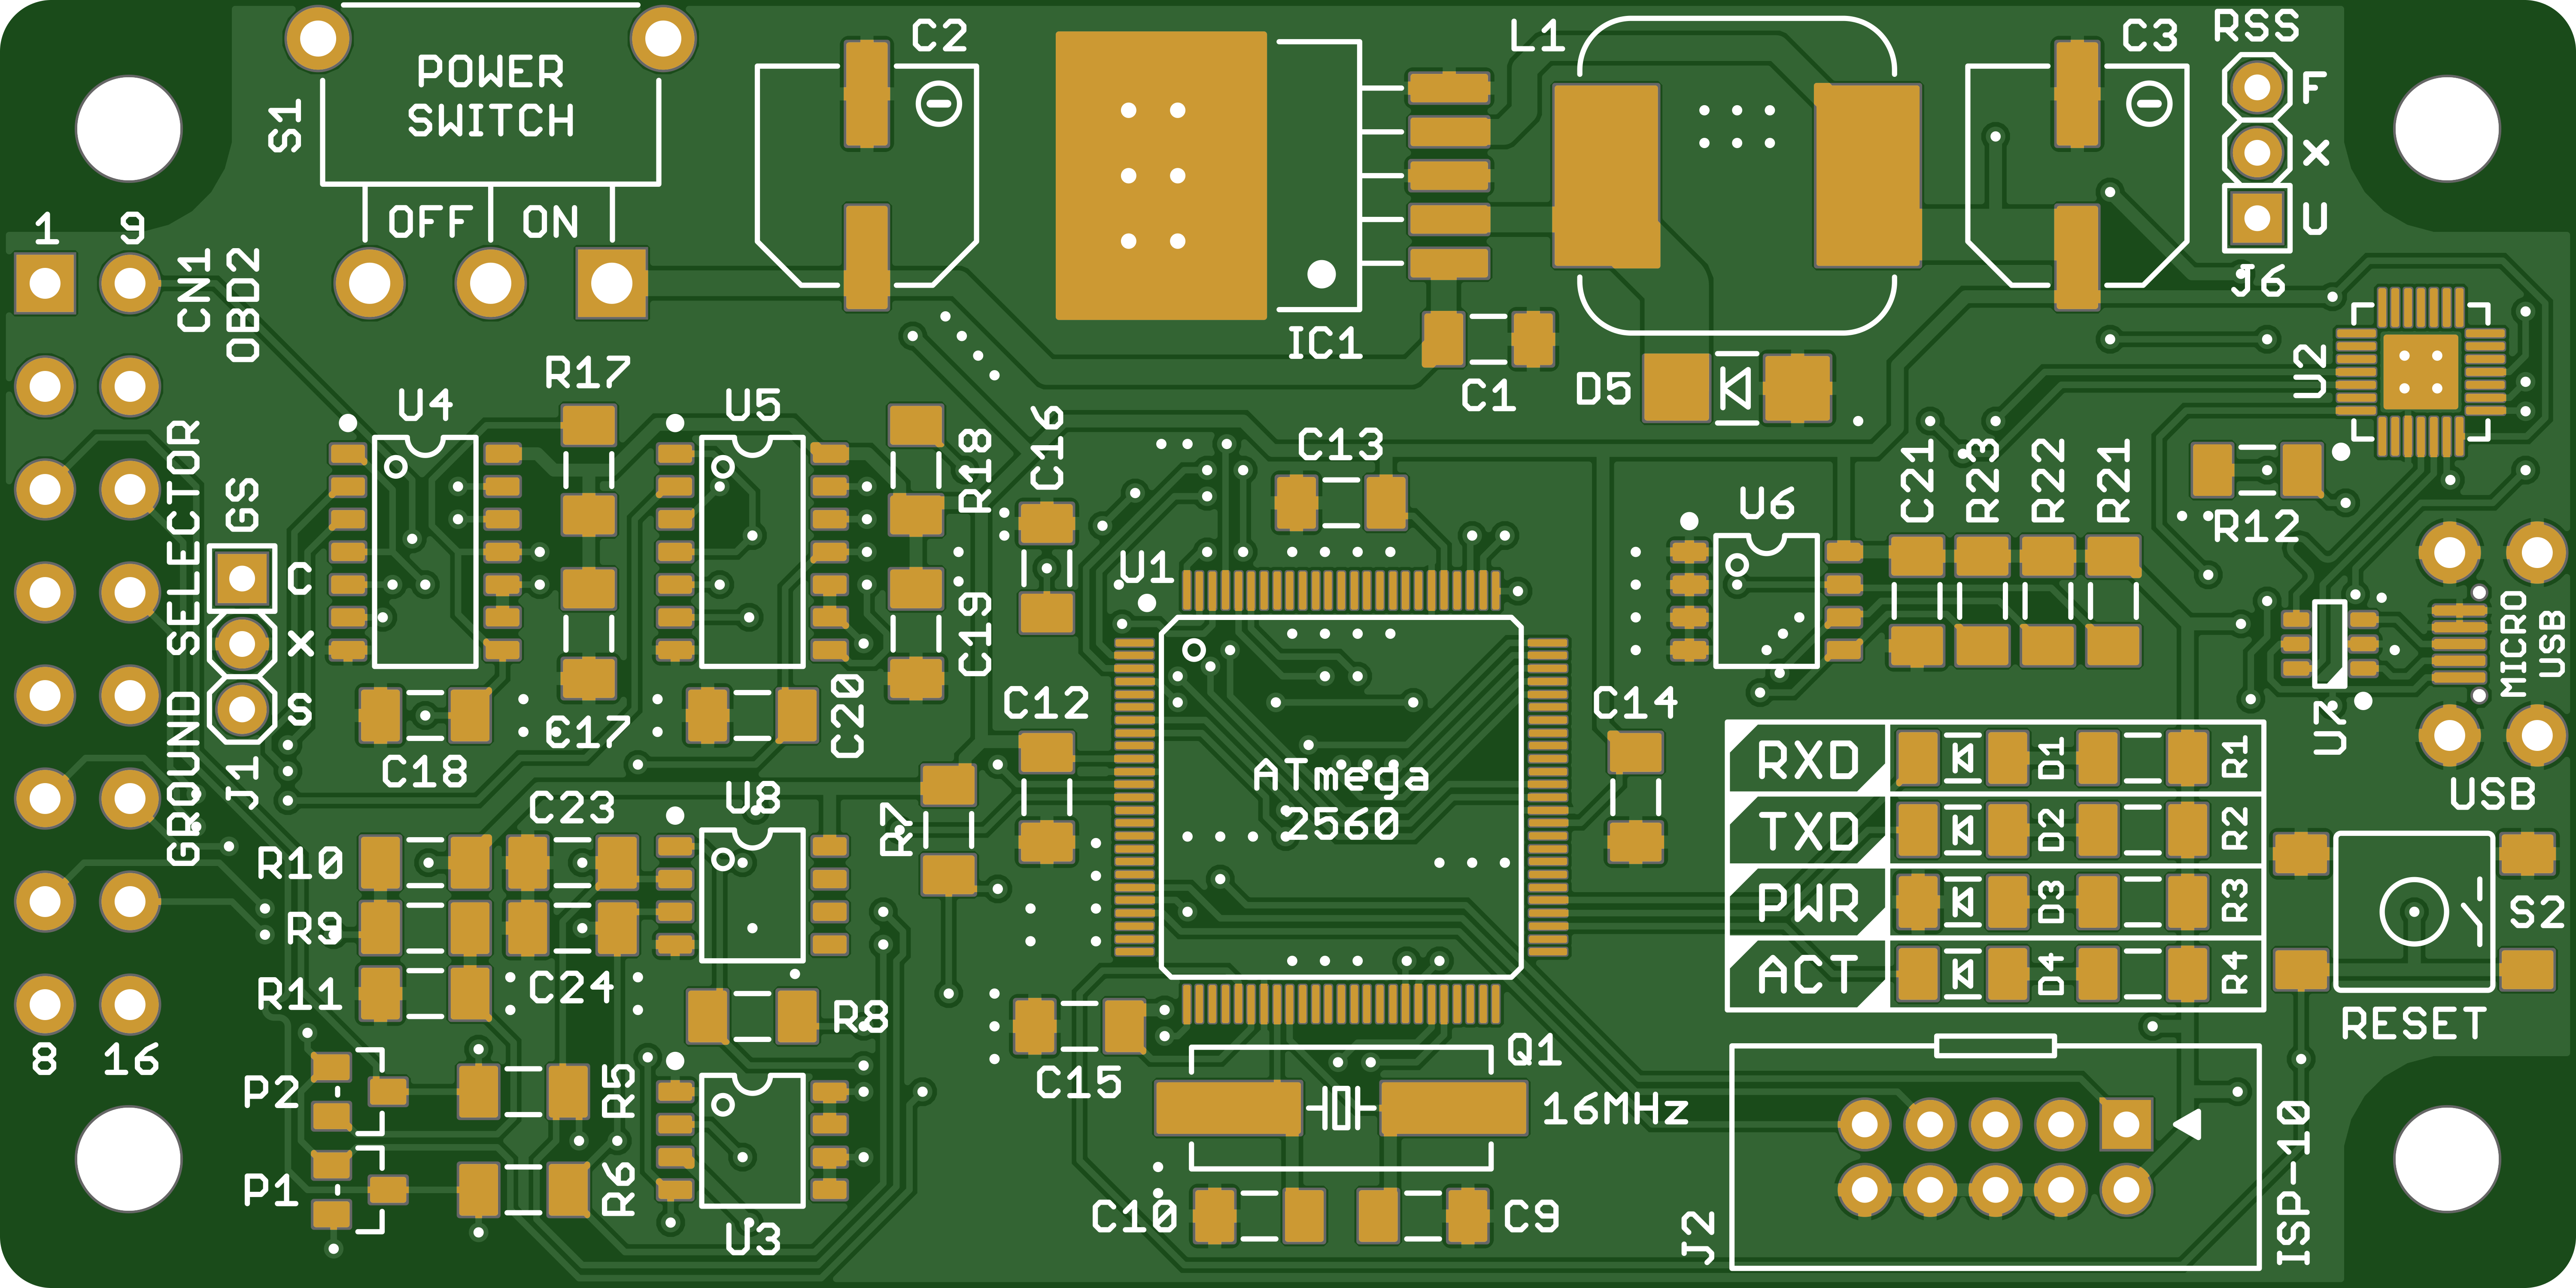 POWER
SWITCH
S1
OFF
ON
C2
L1
C3
RSS
F
X
U
J6
1
9
CN1
OBD2
IC1
C1
D5
U2
R17
U4
U5
R18
C16
C13
U6
C21
R23
R22
R21
R12
GROUND SELECTOR
GS
C
X
S
J1
U1
C19
C20
C17
C18
C12
C14
ATmega
2560
MICRO
USB
U7
USB
RXD
D1
R1
TXD
D2
R2
PWR
D3
R3
ACT
D4
R4
S2
RESET
C23
U8
R7
R10
R9
R11
C24
R8
8
16
P2
R5
P1
R6
U3
C15
Q1
16MHz
C10
C9
J2
ISP-10